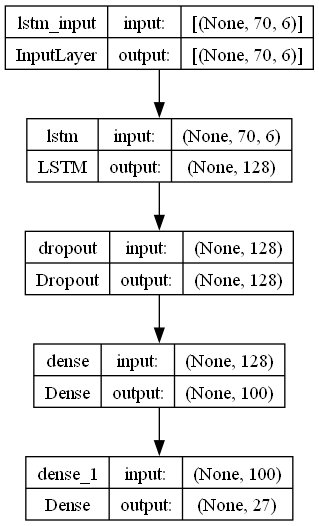 lstm_input input: [(None, 70, 6)]
InputLayer output: [(None, 70, 6)]
lstm input: (None, 70, 6)
LSTM output: (None, 128)
dropout input: (None, 128)
Dropout output: (None, 128)
dense input: (None, 128)
Dense output: (None, 100)
dense_1 input: (None, 100)
Dense output: (None, 27)